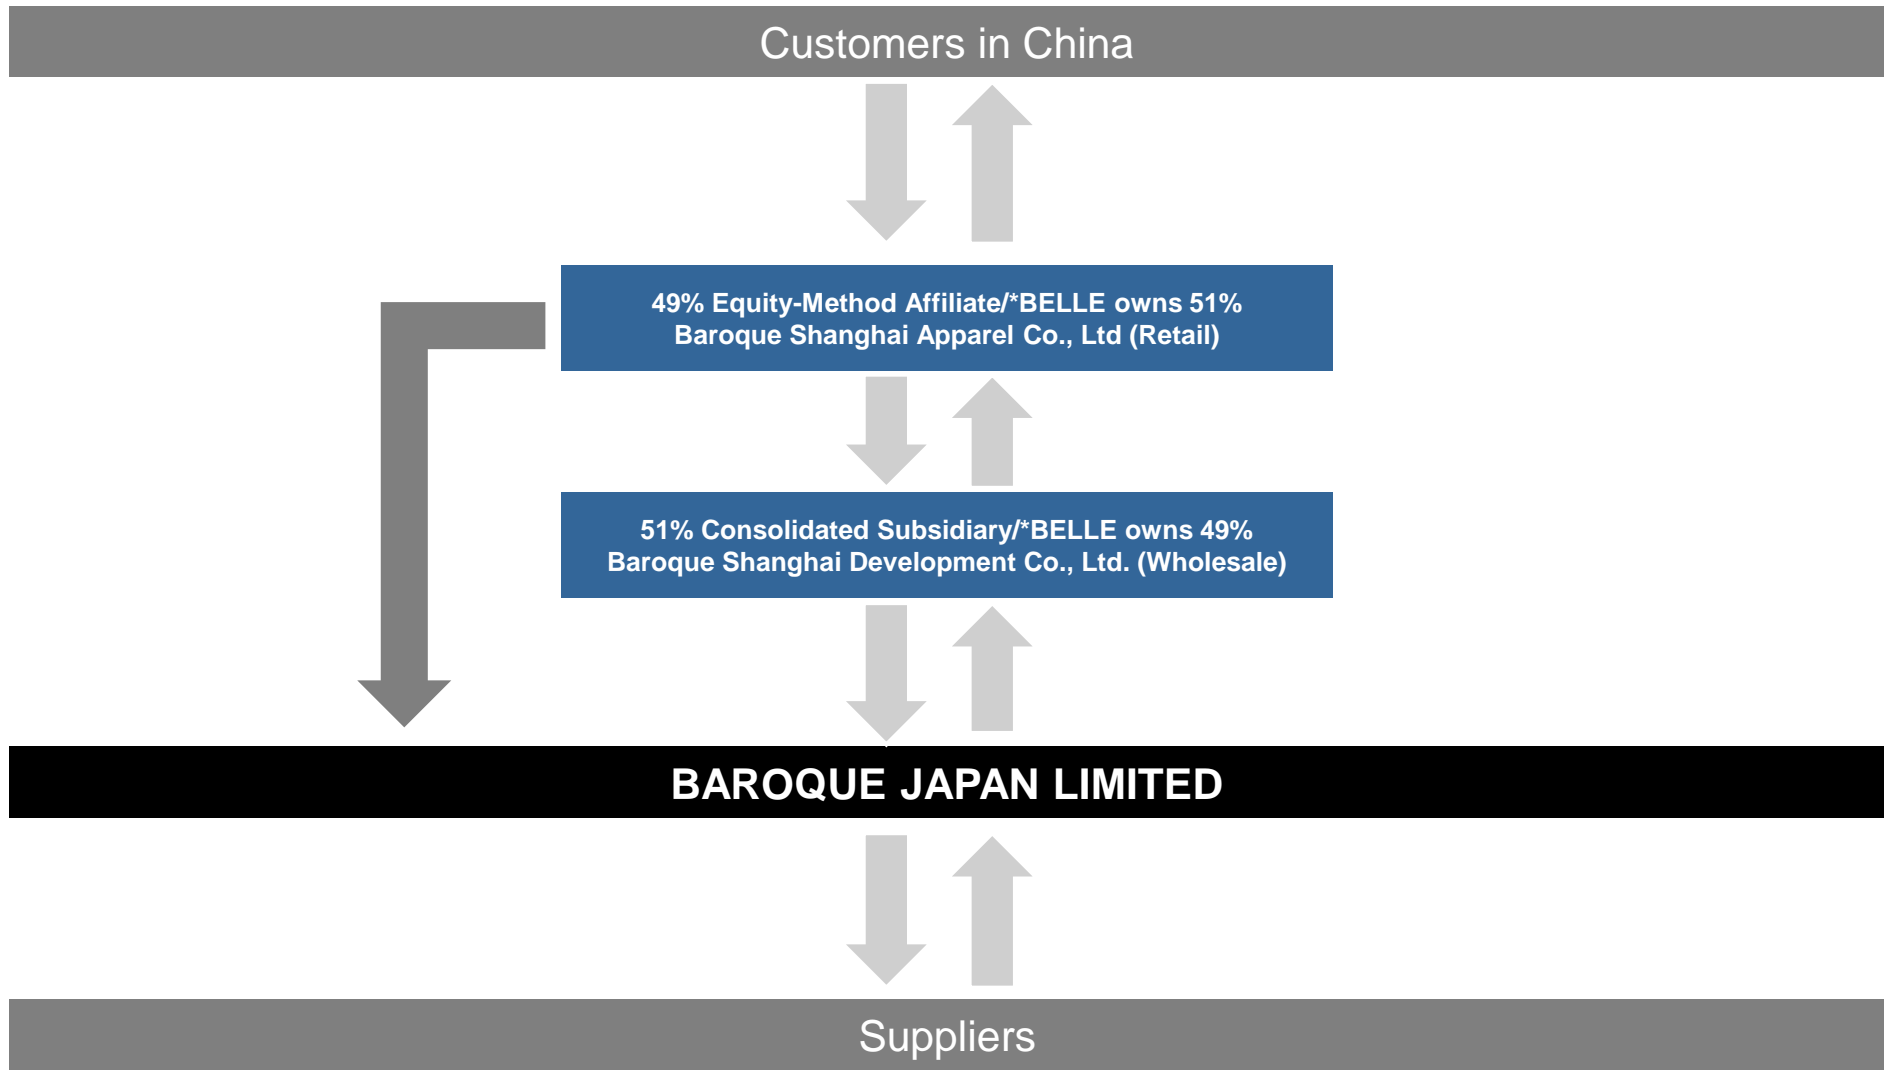 Customers in China
49% Equity-Method Affiliate/*BELLE owns 51%
Baroque Shanghai Apparel Co., Ltd (Retail)
51% Consolidated Subsidiary/*BELLE owns 49%
Baroque Shanghai Development Co., Ltd. (Wholesale)
BAROQUE JAPAN LIMITED
Suppliers